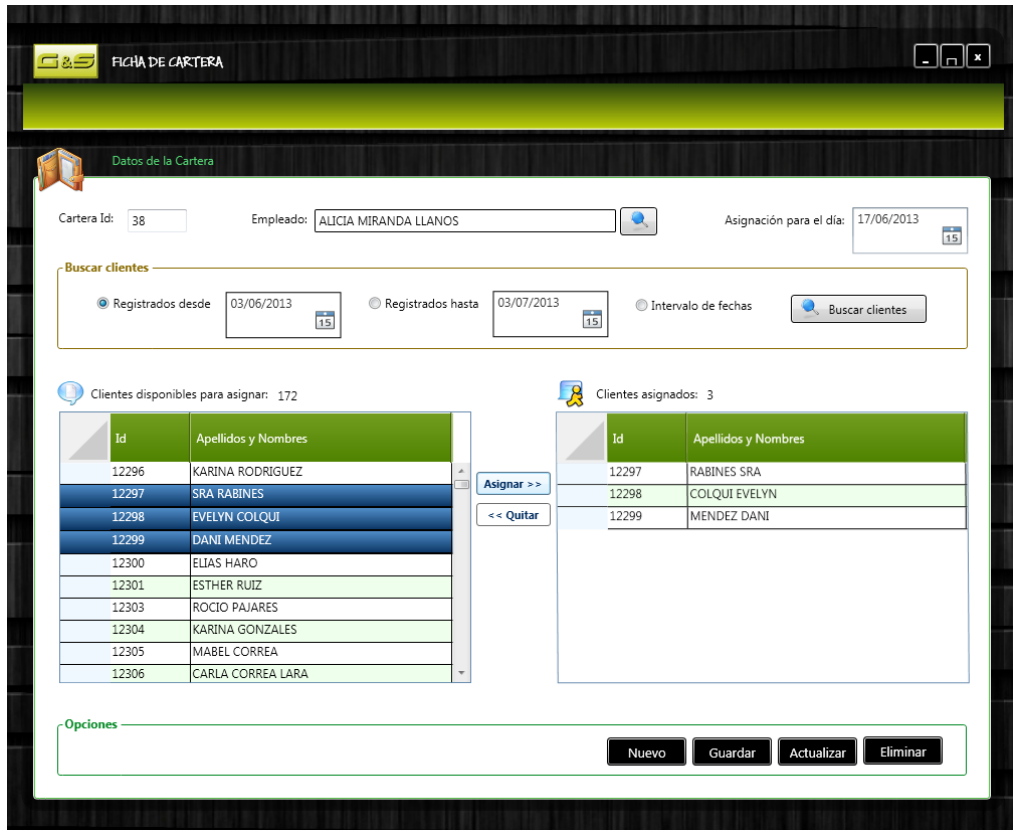 G&S FICHA DE CARTERA
Datos de la Cartera
Cartera Id: 38 Empleado: ALICIA MIRANDA LLANOS Asignación para el día: 17/06/2013
15
Buscar clientes
Registrados desde 03/06/2013 Registrados hasta 03/07/2013 Intervalo de fechas Buscar clientes
15 15
Clientes disponibles para asignar: 172 Clientes asignados: 3
Id Apellidos y Nombres Id Apellidos y Nombres
12296 KARINA RODRIGUEZ 12297 RABINES SRA
Asignar >>
12297 SRA RABINES 12298 COLQUI EVELYN
12298 EVELYN COLQUI << Quitar 12299 MENDEZ DANI
12299 DANI MENDEZ
12300 ELIAS HARO
12301 ESTHER RUIZ
12303 ROCIO PAJARES
12304 KARINA GONZALES
12305 MABEL CORREA
12306 CARLA CORREA LARA
Opciones
Nuevo Guardar Actualizar Eliminar